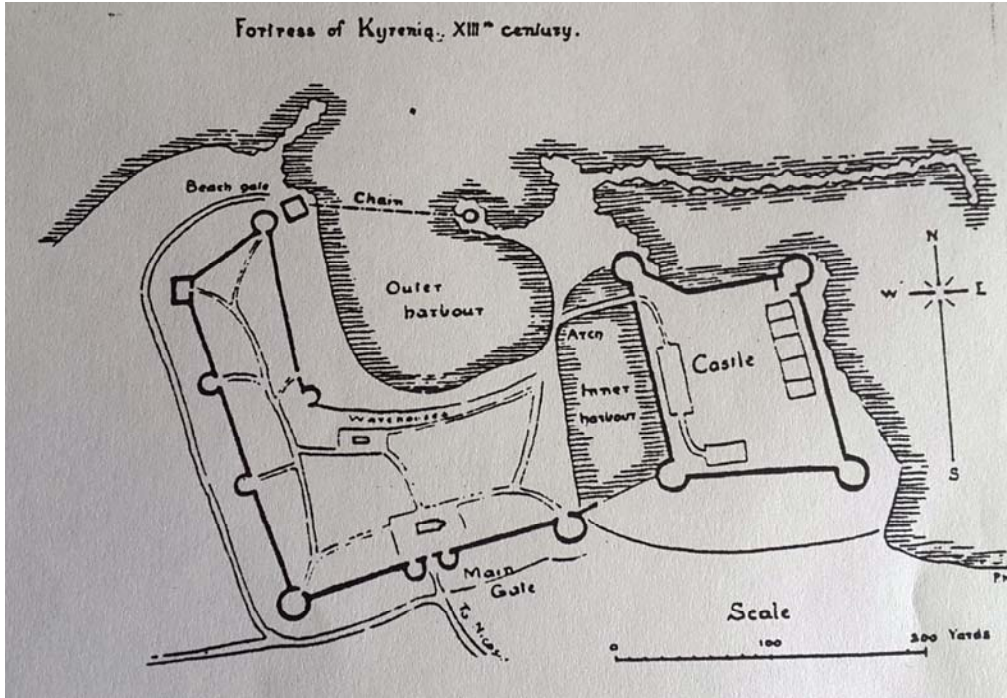 Fortress of Kyrenia. XIIIth century.
Beach gate
Chain
Outer
harbour
N
W E
S
Arch
Castle
Inner
harbour
Warehouses
Main
Gate
To
Scale
0 100 200 Yards